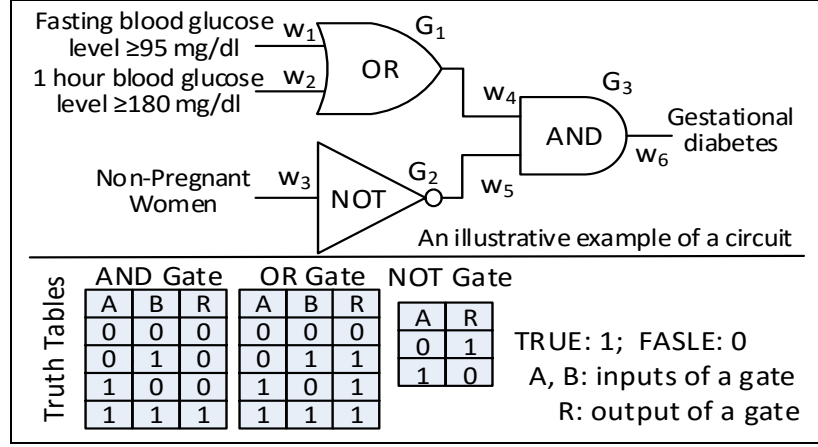 Fasting blood glucose
level ≥95 mg/dl
w1
G1
OR
1 hour blood glucose
level ≥180 mg/dl
w2
w4
G3
AND
Gestational
diabetes
w6
Non-Pregnant
Women
w3
NOT
G2
w5
An illustrative example of a circuit
Truth Tables
AND Gate
A B R
0 0 0
0 1 0
1 0 0
1 1 1
OR Gate
A B R
0 0 0
0 1 1
1 0 1
1 1 1
NOT Gate
A R
0 1
1 0
TRUE: 1; FASLE: 0
A, B: inputs of a gate
R: output of a gate